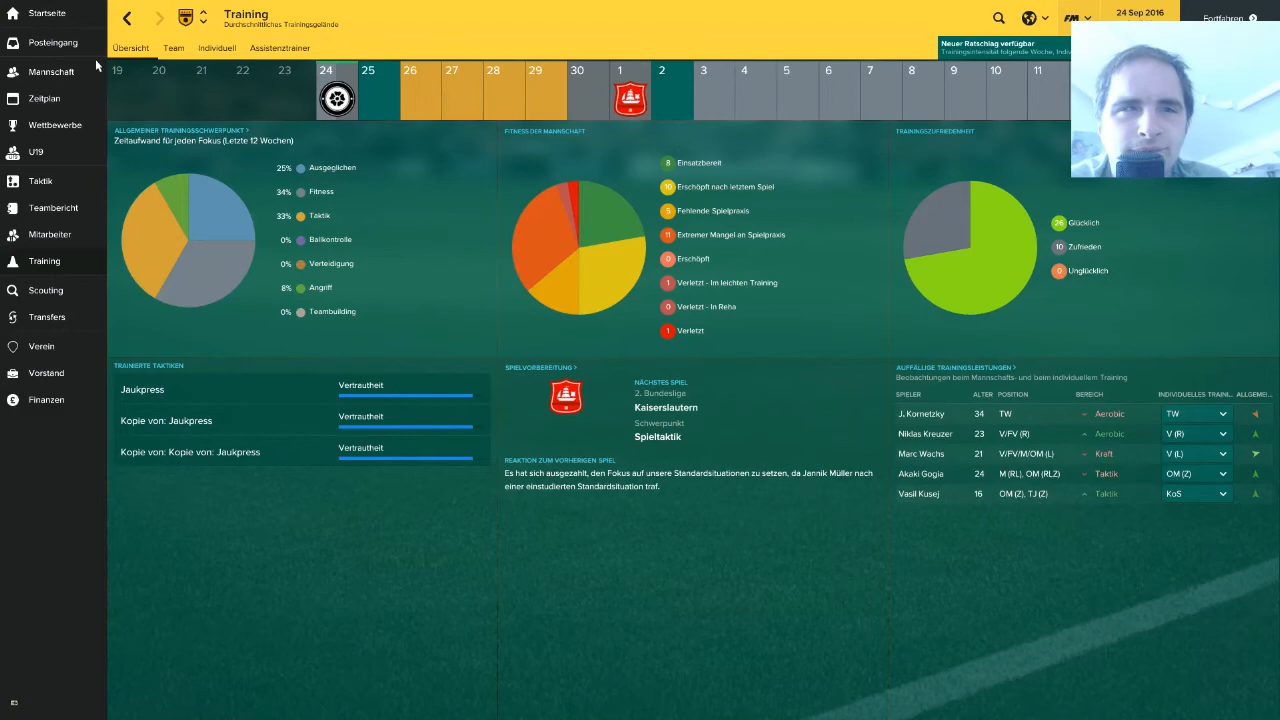 Startseite
Posteingang
Mannschaft
Zeitplan
Wettbewerbe
U19
Taktik
Teambericht
Mitarbeiter
Training
Scouting
Transfers
Verein
Vorstand
Finanzen
Training
Durchschnittliches Trainingsgelände
FM
24 Sep 2016
Fortfahren
Übersicht Team Individuell Assistenztrainer
Neuer Ratschlag verfügbar
Trainingsintensität folgende Woche, Indiv
19 20 21 22 23 24 25 26 27 28 29 30 1 2 3 4 5 6 7 8 9 10 11
ALLGEMEINER TRAININGSSCHWERPUNKT >
Zeitaufwand für jeden Fokus (Letzte 12 Wochen)
25% Ausgeglichen
34% Fitness
33% Taktik
0% Ballkontrolle
0% Verteidigung
8% Angriff
0% Teambuilding
FITNESS DER MANNSCHAFT
8 Einsatzbereit
10 Erschöpft nach letztem Spiel
5 Fehlende Spielpraxis
11 Extremer Mangel an Spielpraxis
0 Erschöpft
1 Verletzt - Im leichten Training
0 Verletzt - In Reha
1 Verletzt
TRAININGSZUFRIEDENHEIT
26 Glücklich
10 Zufrieden
0 Unglücklich
TRAINIERTE TAKTIKEN
Jaukpress Vertrautheit
Kopie von: Jaukpress Vertrautheit
Kopie von: Kopie von: Jaukpress Vertrautheit
SPIELVORBEREITUNG >
NÄCHSTES SPIEL
2. Bundesliga
Kaiserslautern
Schwerpunkt
Spieltaktik
REAKTION ZUM VORHERIGEN SPIEL
Es hat sich ausgezahlt, den Fokus auf unsere Standardsituationen zu setzen, da Jannik Müller nach
einer einstudierten Standardsituation traf.
AUFFÄLLIGE TRAININGSLEISTUNGEN >
Beobachtungen beim Mannschafts- und beim individuellem Training
SPIELER ALTER POSITION BEREICH INDIVIDUELLES TRAINI... ALLGEMEI...
J. Kornetzky 34 TW Aerobic TW
Niklas Kreuzer 23 V/FV (R) Aerobic V (R)
Marc Wachs 21 V/FV/M/OM (L) Kraft V (L)
Akaki Gogia 24 M (RL), OM (RLZ) Taktik OM (Z)
Vasil Kusej 16 OM (Z), TJ (Z) Taktik KoS